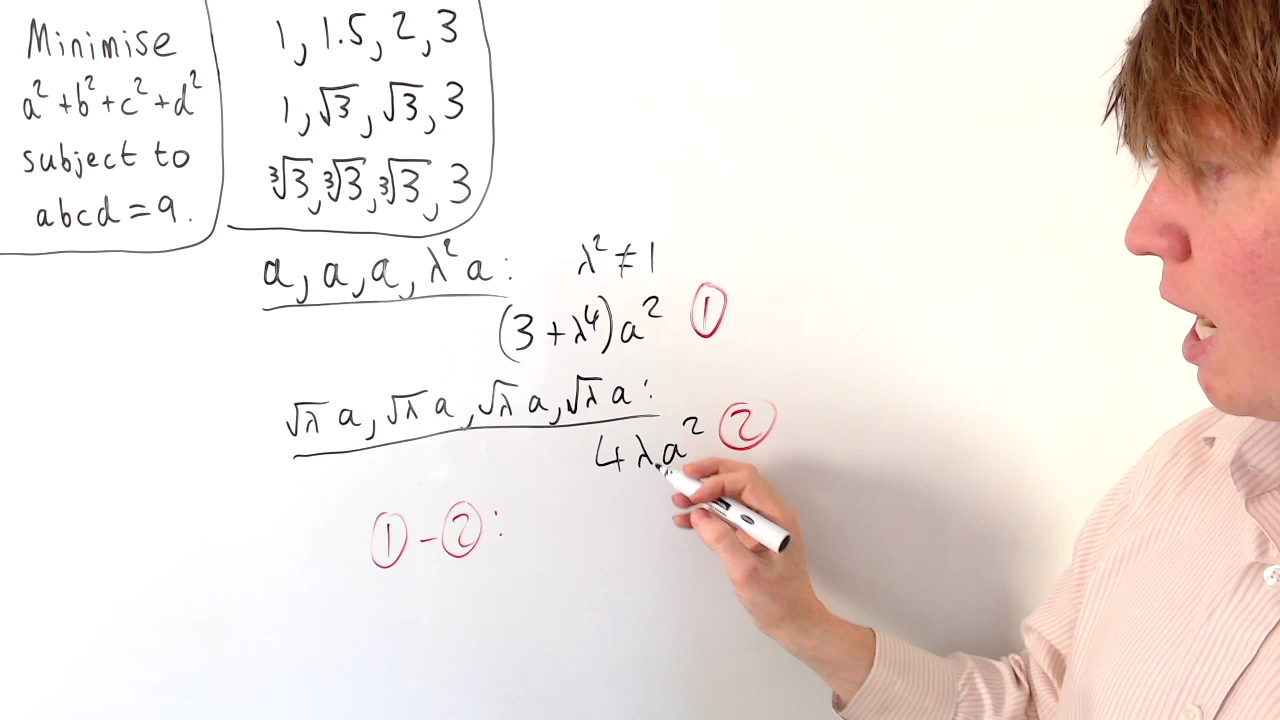 Minimise
a² + b² + c² + d²
subject to
abcd = 9.
1, 1.5, 2, 3
1, √3, √3, 3
∛3, ∛3, ∛3, 3
a, a, a, λ²a: λ² ≠ 1
(3 + λ⁴)a² ①
√λ a, √λ a, √λ a, √λ a:
4λa² ②
① - ②: